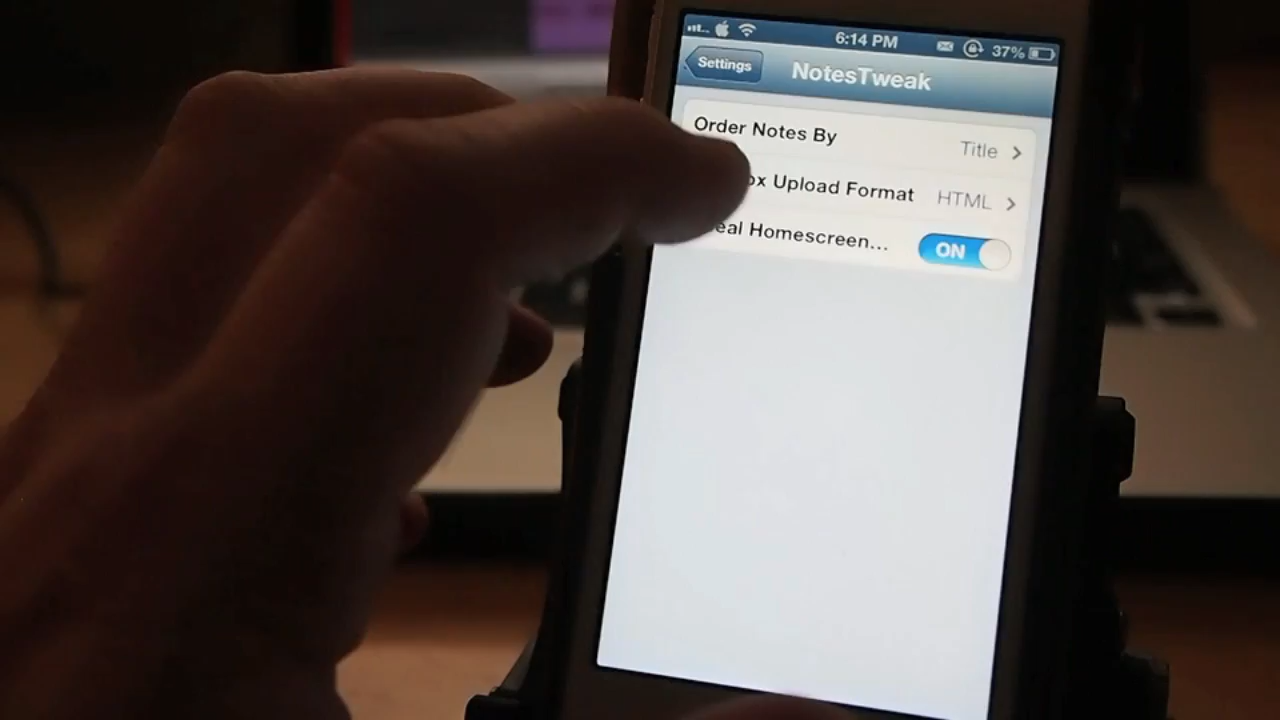 6:14 PM 37%
Settings NotesTweak
Order Notes By Title
Upload Format HTML
Homescreen... ON